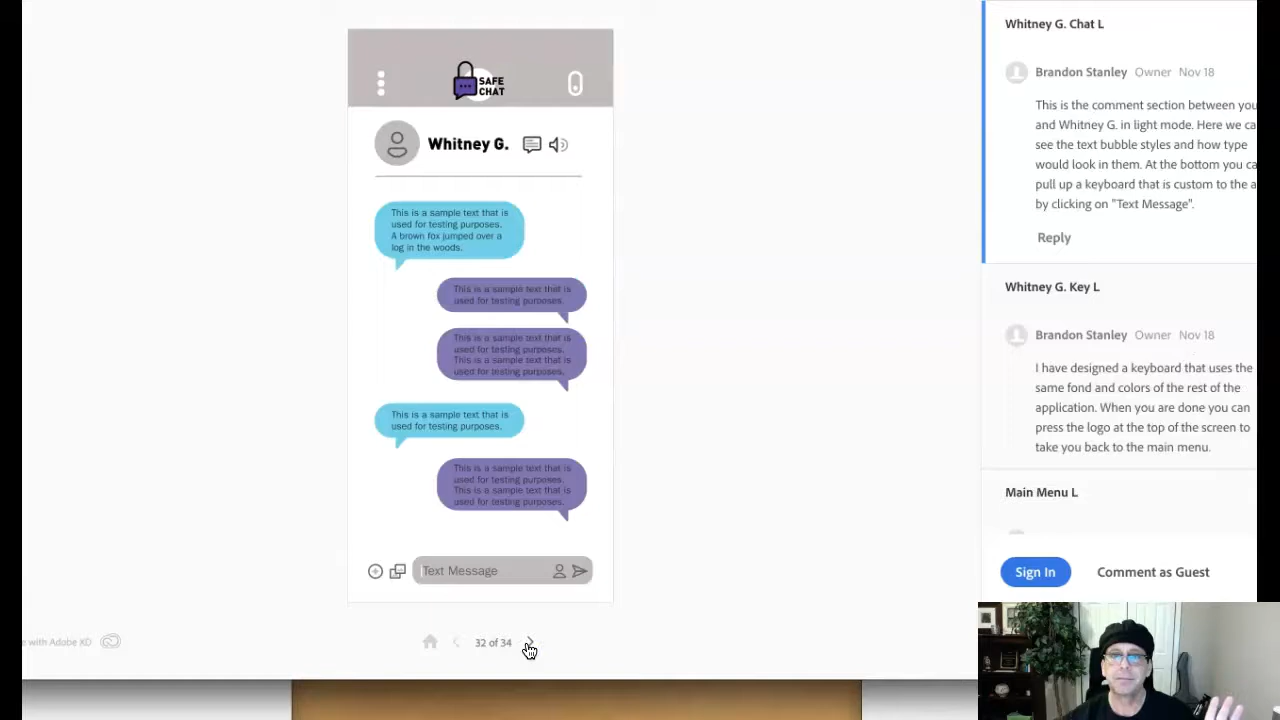 SAFE
CHAT
Whitney G.
This is a sample text that is
used for testing purposes.
A brown fox jumped over a
log in the woods.
This is a sample text that is
used for testing purposes.
This is a sample text that is
used for testing purposes.
This is a sample text that is
used for testing purposes.
This is a sample text that is
used for testing purposes.
This is a sample text that is
used for testing purposes.
This is a sample text that is
used for testing purposes.
Text Message
e with Adobe XD
32 of 34
Whitney G. Chat L
Brandon Stanley Owner Nov 18
This is the comment section between you
and Whitney G. in light mode. Here we ca
see the text bubble styles and how type
would look in them. At the bottom you ca
pull up a keyboard that is custom to the a
by clicking on "Text Message".
Reply
Whitney G. Key L
Brandon Stanley Owner Nov 18
I have designed a keyboard that uses the
same fond and colors of the rest of the
application. When you are done you can
press the logo at the top of the screen to
take you back to the main menu.
Main Menu L
Sign In
Comment as Guest